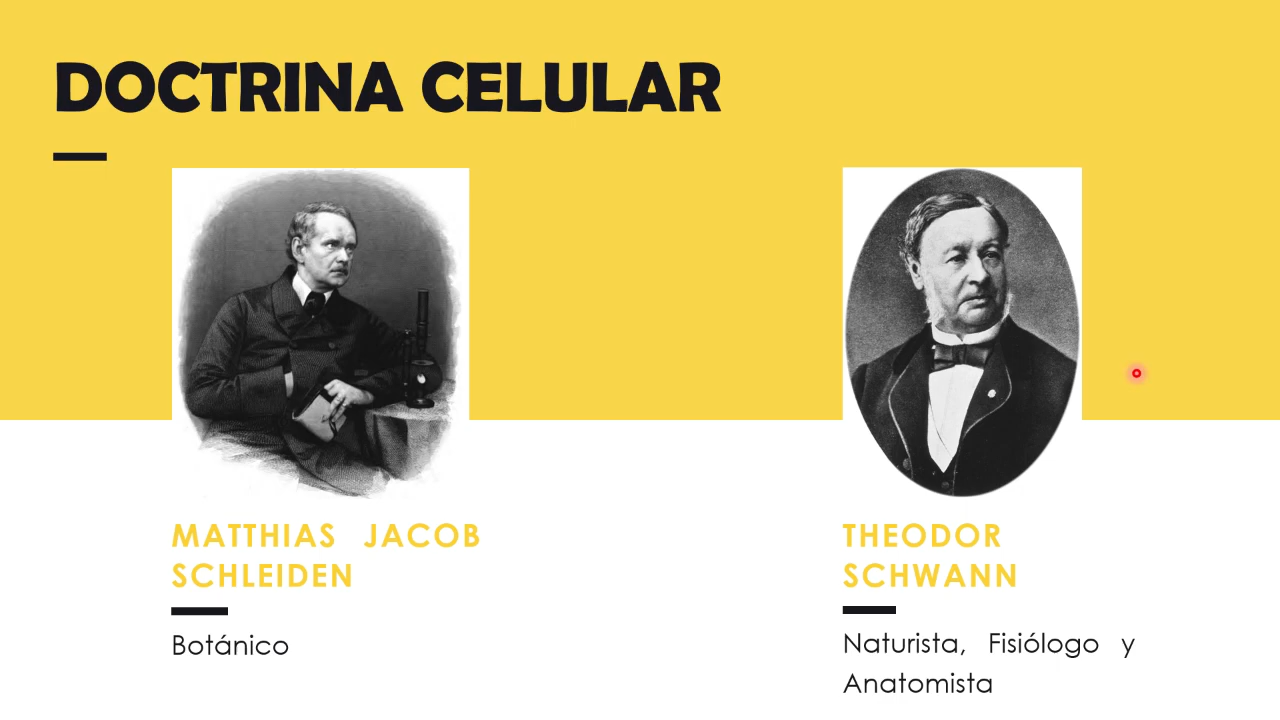 DOCTRINA CELULAR
MATTHIAS JACOB
SCHLEIDEN
Botánico
THEODOR
SCHWANN
Naturista, Fisiólogo y
Anatomista